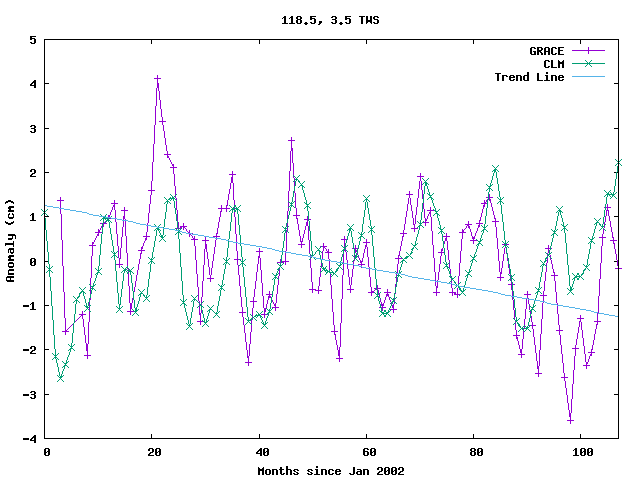 118.5, 3.5 TWS
GRACE
CLM
Trend Line
Anomaly (cm)
5
4
3
2
1
0
-1
-2
-3
-4
0 20 40 60 80 100
Months since Jan 2002